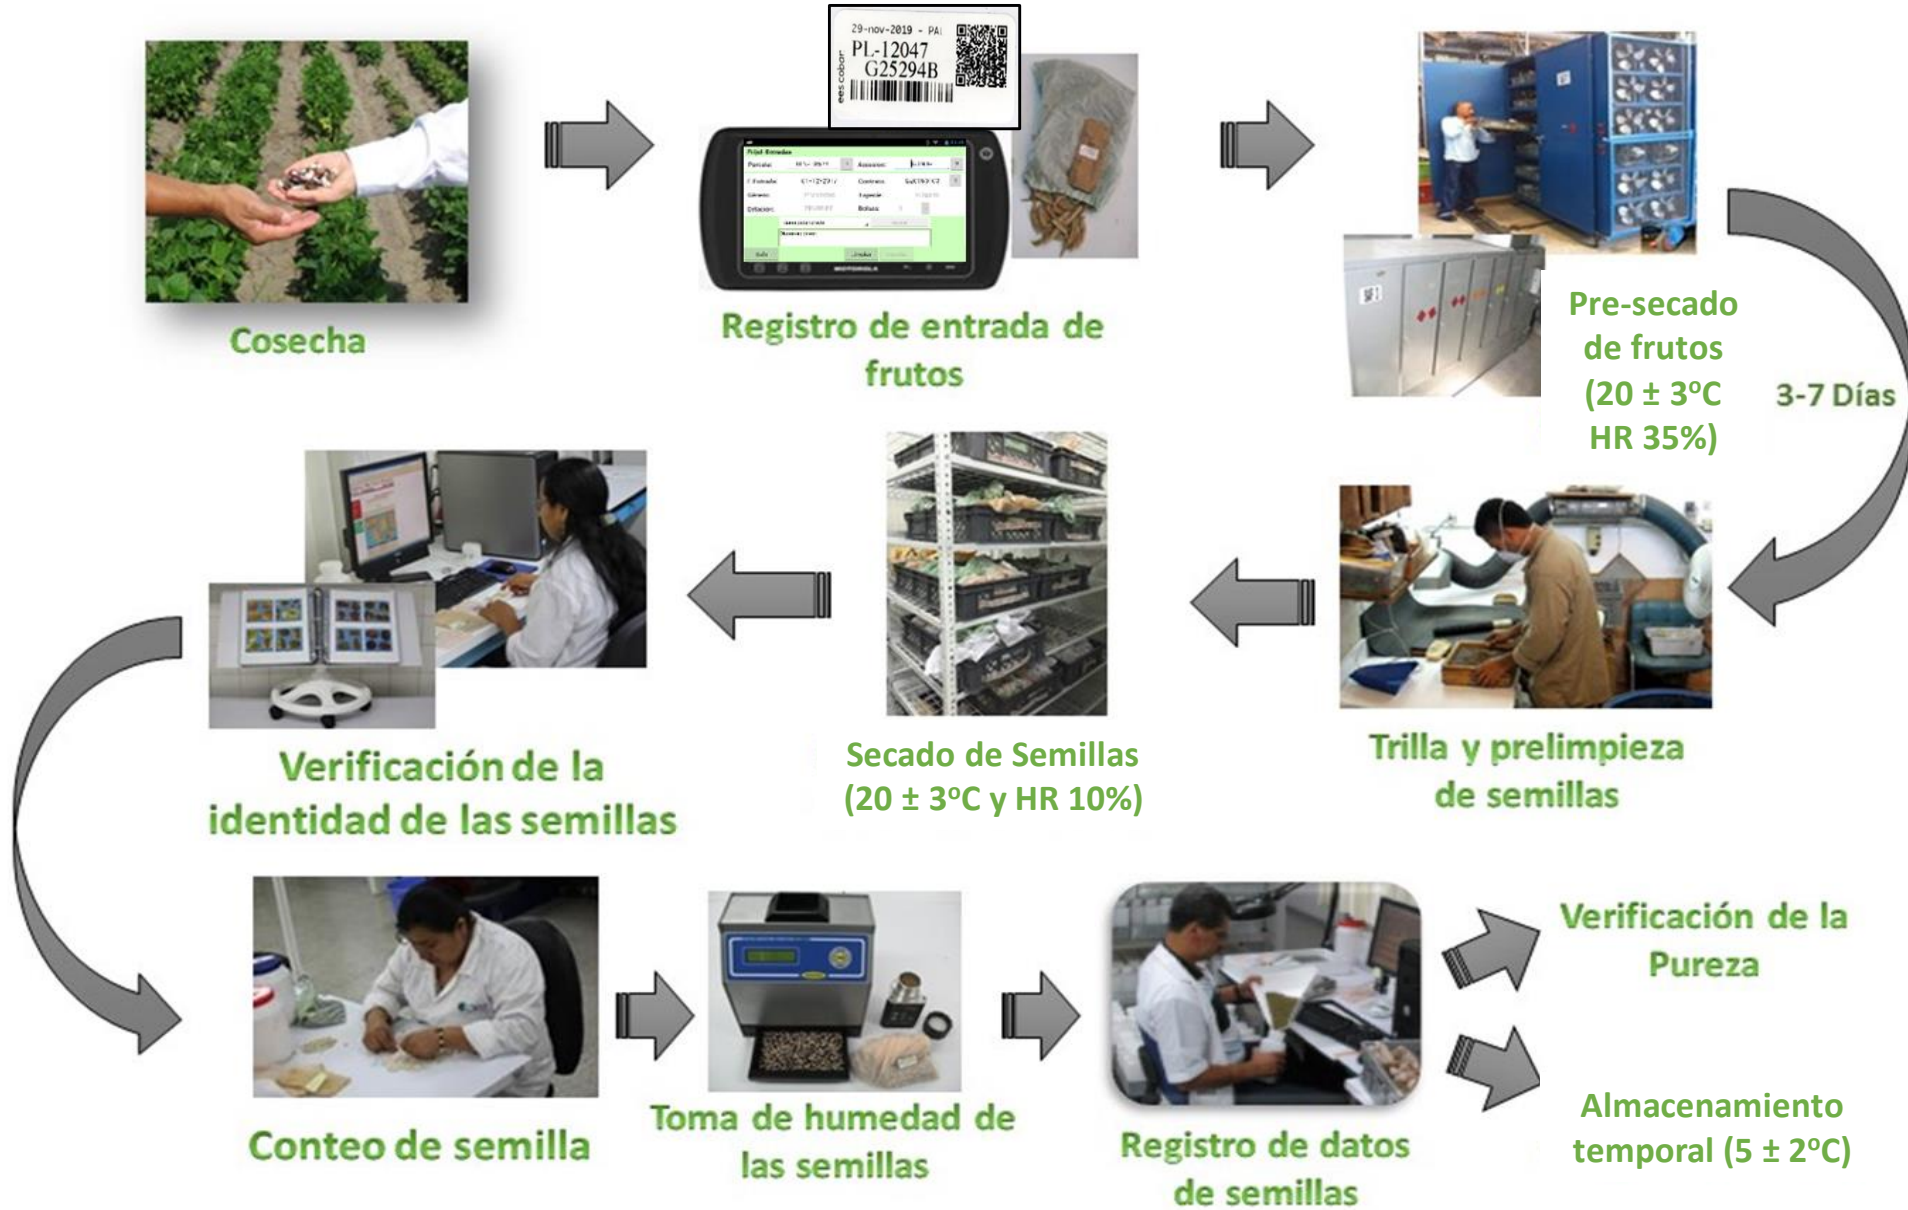 29-nov-2019 - PA
PL-12047
G25294B
eescobar
MOTOROLA
Cosecha
Registro de entrada de
frutos
Pre-secado
de frutos
(20 ± 3ºC
HR 35%)
3-7 Días
Trilla y prelimpieza
de semillas
Secado de Semillas
(20 ± 3ºC y HR 10%)
Verificación de la
identidad de las semillas
Conteo de semilla
Toma de humedad de
las semillas
Registro de datos
de semillas
Verificación de la
Pureza
Almacenamiento
temporal (5 ± 2ºC)